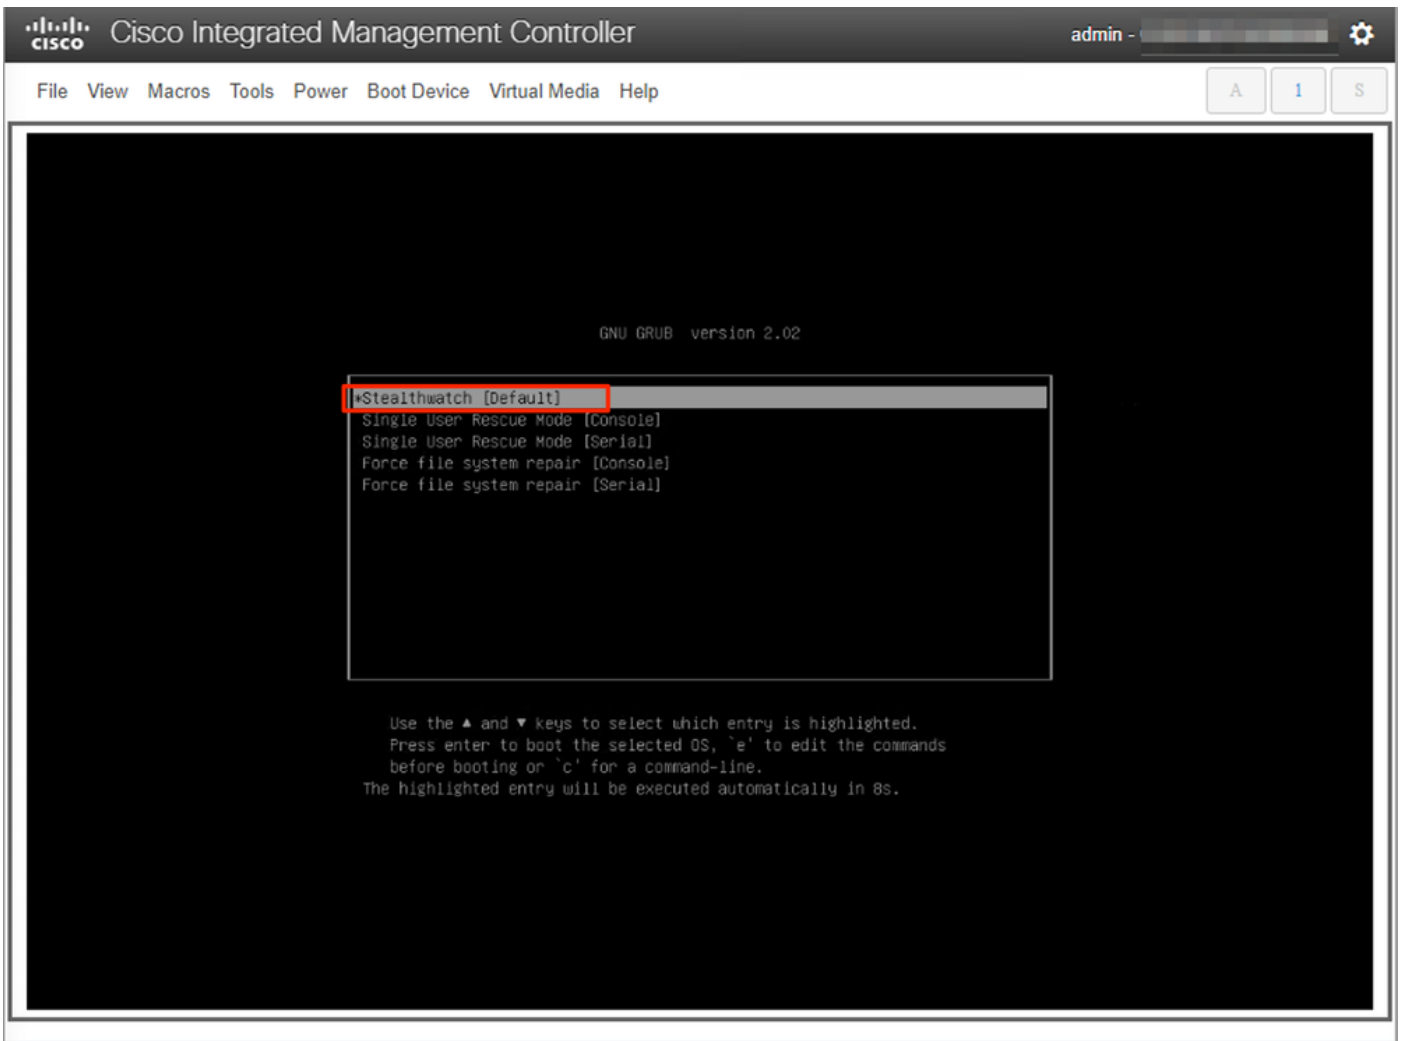 CISCO Cisco Integrated Management Controller admin -
File View Macros Tools Power Boot Device Virtual Media Help A 1 S
GNU GRUB version 2.02
*Stealthwatch [Default]
Single User Rescue Mode [Console]
Single User Rescue Mode [Serial]
Force file system repair [Console]
Force file system repair [Serial]
Use the ▲ and ▼ keys to select which entry is highlighted.
Press enter to boot the selected OS, `e' to edit the commands
before booting or `c' for a command-line.
The highlighted entry will be executed automatically in 8s.